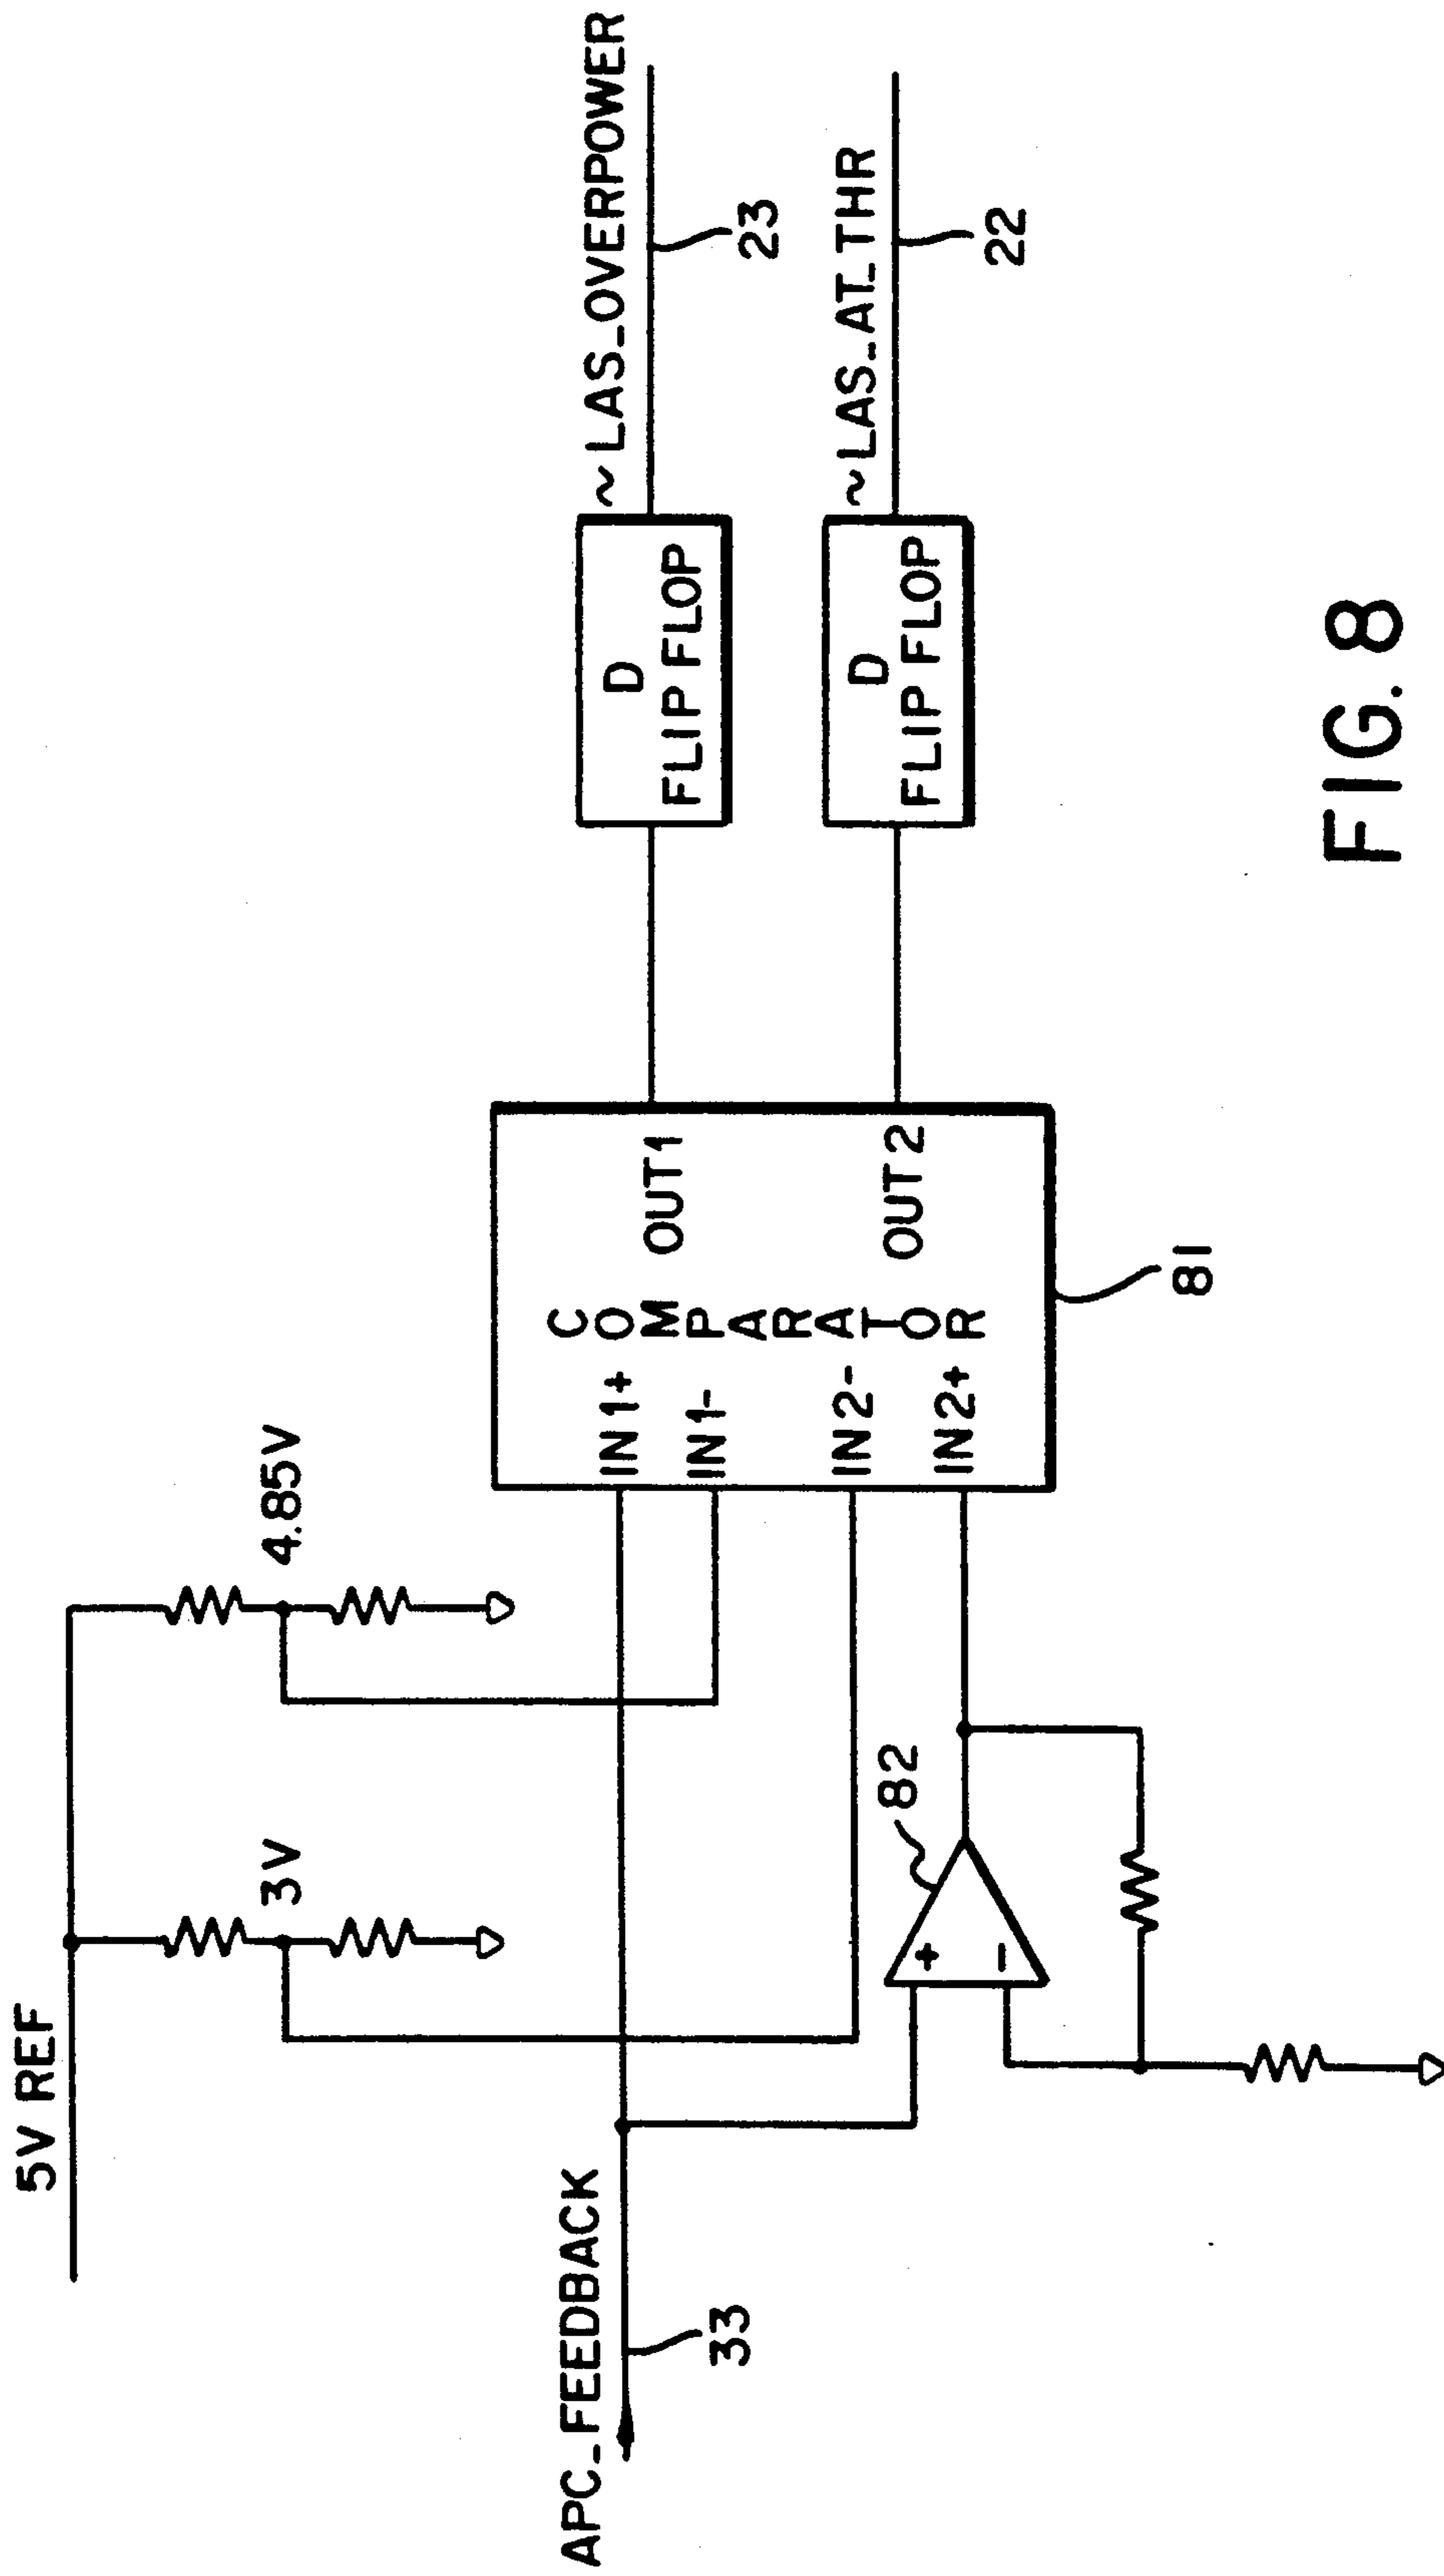 5V REF
3V
4.85V
APC_FEEDBACK
33
82
IN1+
IN1-
IN2-
IN2+
COMPARATOR
OUT1
OUT2
81
D
FLIP FLOP
D
FLIP FLOP
~LAS_OVERPOWER
23
~LAS_AT_THR
22
+
-
FIG. 8